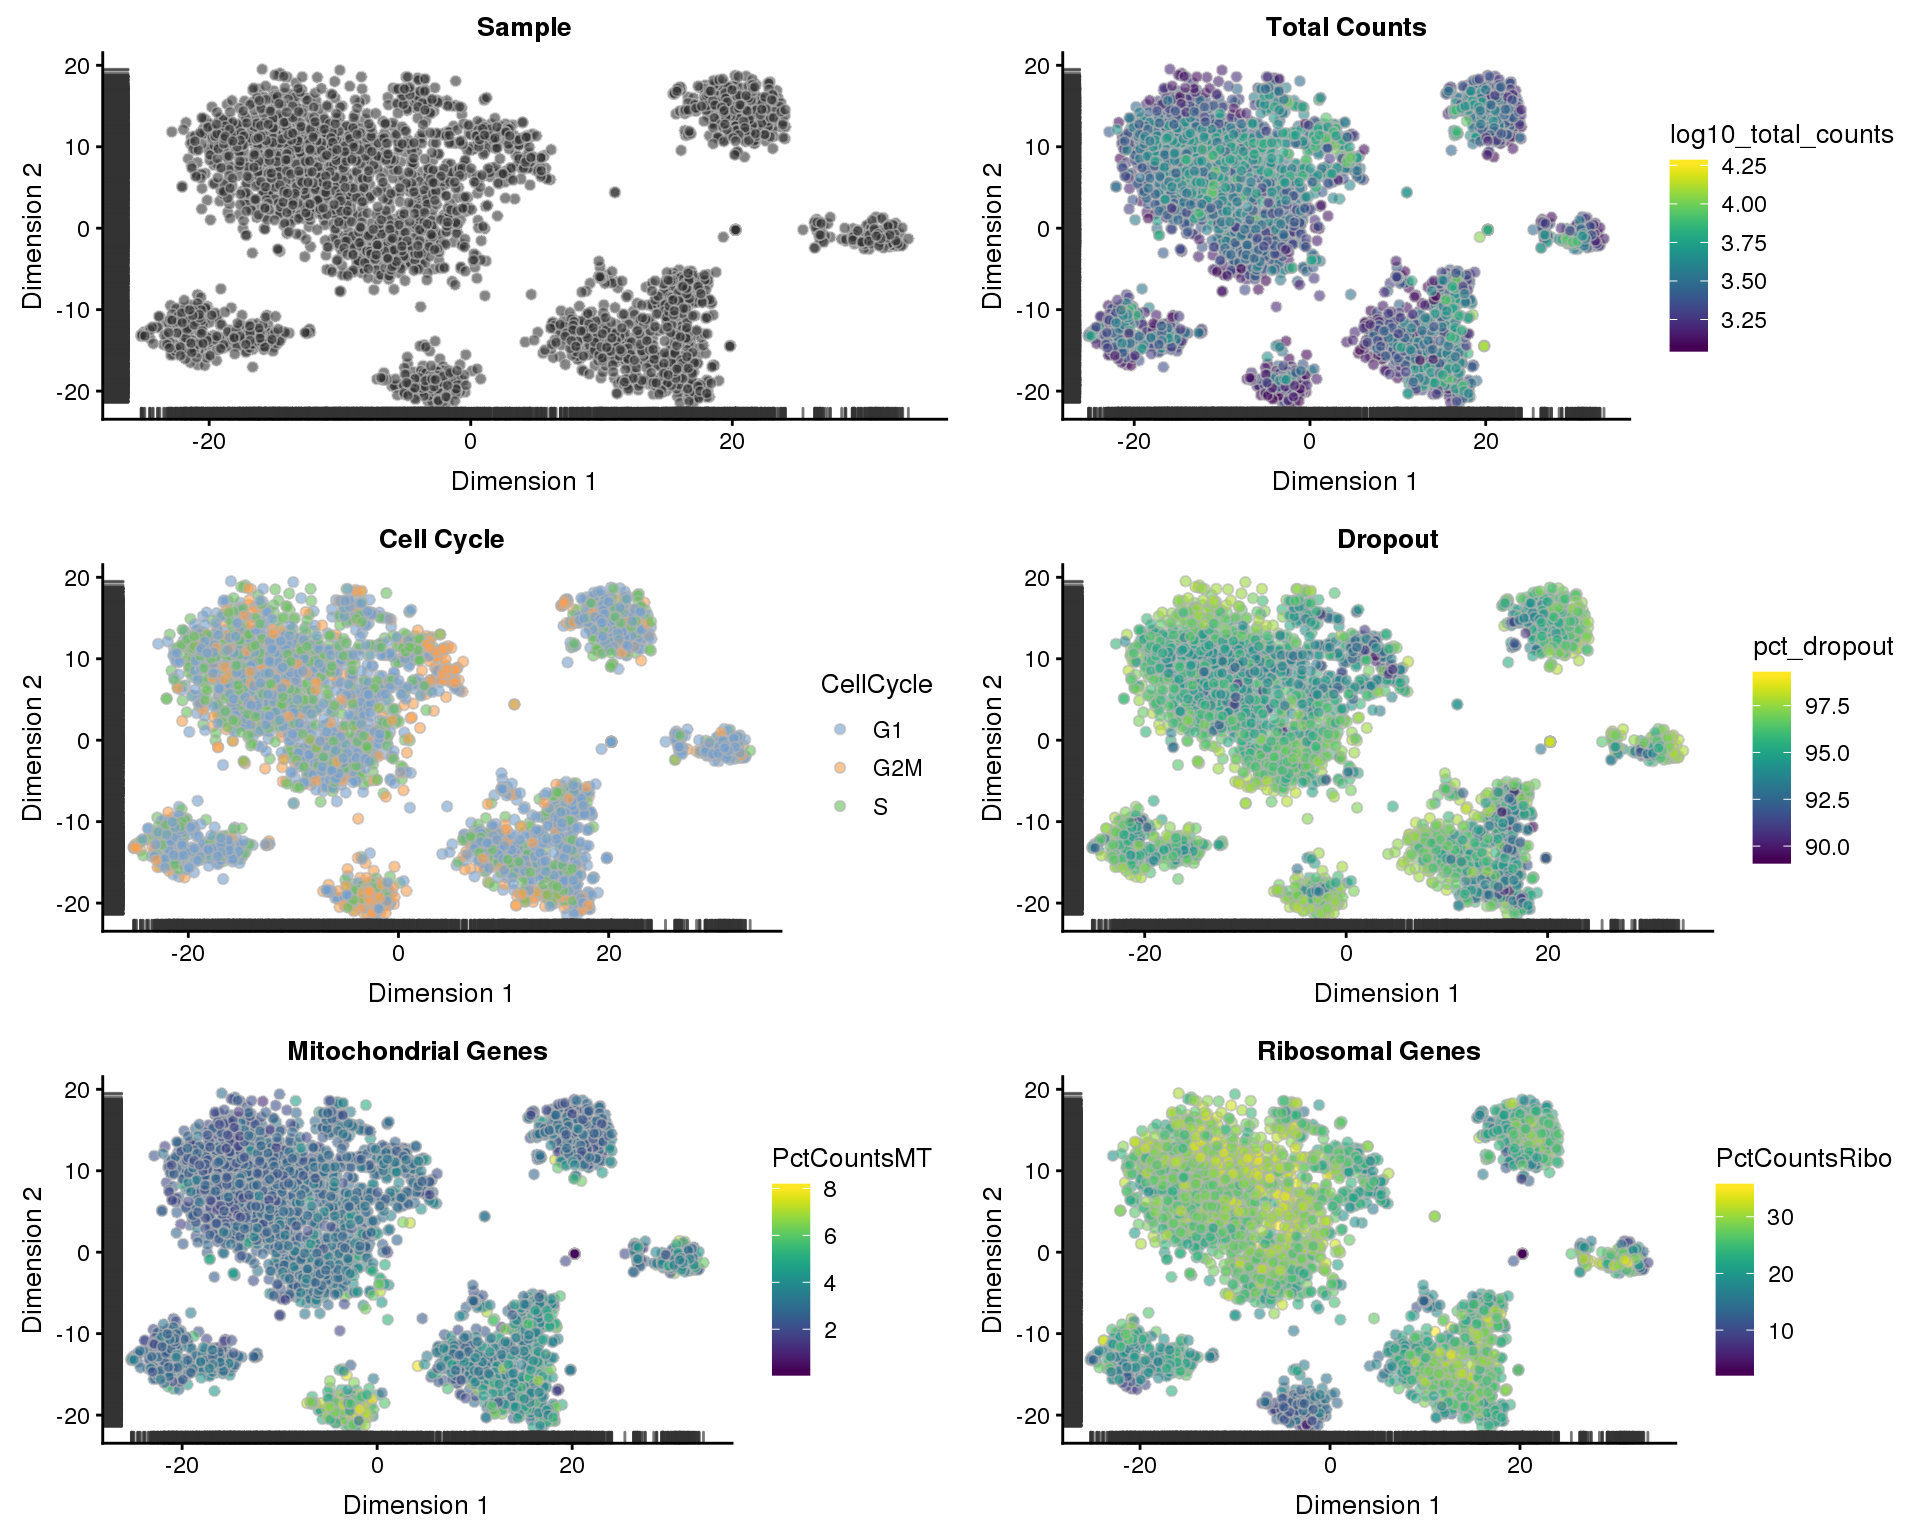 Sample
20
10
0
-10
-20
Dimension 2
-20 0 20
Dimension 1
Total Counts
20
10
0
-10
-20
Dimension 2
-20 0 20
Dimension 1
log10_total_counts
4.25
4.00
3.75
3.50
3.25
Cell Cycle
20
10
0
-10
-20
Dimension 2
-20 0 20
Dimension 1
CellCycle
G1
G2M
S
Dropout
20
10
0
-10
-20
Dimension 2
-20 0 20
Dimension 1
pct_dropout
97.5
95.0
92.5
90.0
Mitochondrial Genes
20
10
0
-10
-20
Dimension 2
-20 0 20
Dimension 1
PctCountsMT
8
6
4
2
Ribosomal Genes
20
10
0
-10
-20
Dimension 2
-20 0 20
Dimension 1
PctCountsRibo
30
20
10